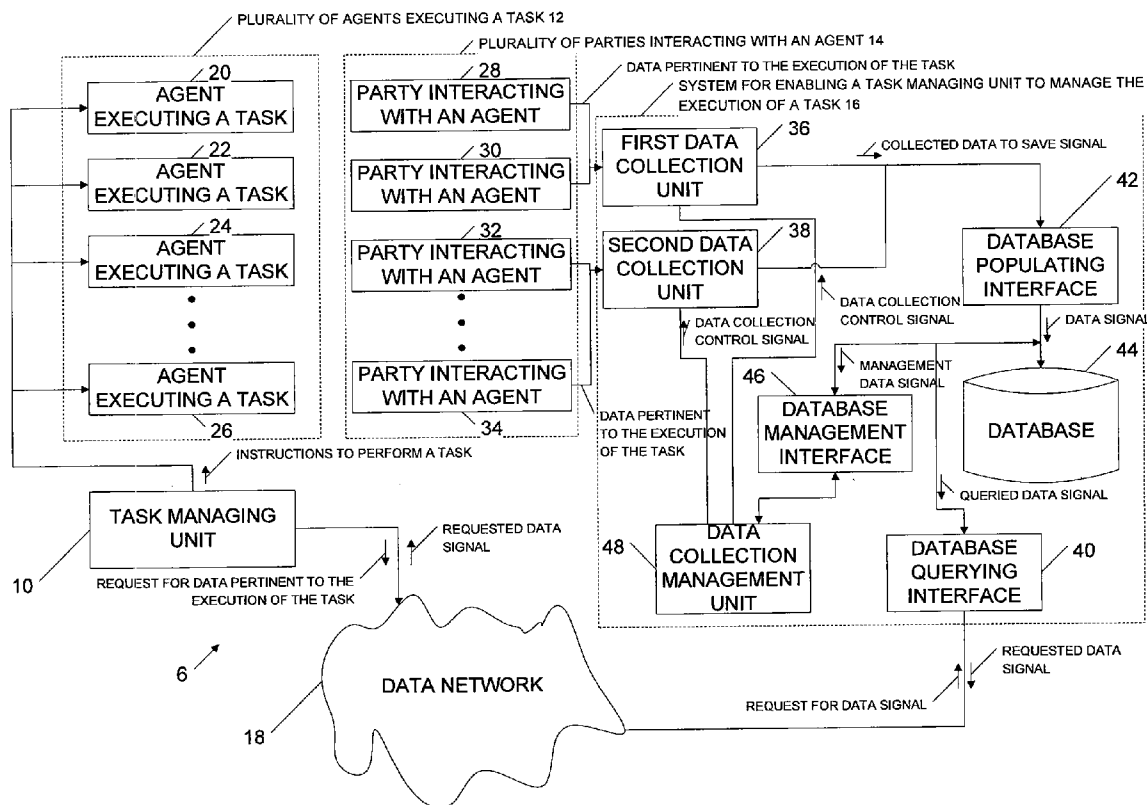 PLURALITY OF AGENTS EXECUTING A TASK 12
PLURALITY OF PARTIES INTERACTING WITH AN AGENT 14
DATA PERTINENT TO THE EXECUTION OF THE TASK
SYSTEM FOR ENABLING A TASK MANAGING UNIT TO MANAGE THE
EXECUTION OF A TASK 16
20
AGENT
EXECUTING A TASK
22
AGENT
EXECUTING A TASK
24
AGENT
EXECUTING A TASK
AGENT
EXECUTING A TASK
26
28
PARTY INTERACTING
WITH AN AGENT
30
PARTY INTERACTING
WITH AN AGENT
32
PARTY INTERACTING
WITH AN AGENT
PARTY INTERACTING
WITH AN AGENT
34
36
FIRST DATA
COLLECTION
UNIT
COLLECTED DATA TO SAVE SIGNAL
38
SECOND DATA
COLLECTION
UNIT
42
DATABASE
POPULATING
INTERFACE
DATA COLLECTION
CONTROL SIGNAL
DATA COLLECTION
CONTROL SIGNAL
DATA SIGNAL
MANAGEMENT
DATA SIGNAL
44
DATABASE
46
DATABASE
MANAGEMENT
INTERFACE
DATA PERTINENT
TO THE EXECUTION
OF THE TASK
QUERIED DATA SIGNAL
INSTRUCTIONS TO PERFORM A TASK
TASK MANAGING
UNIT
10
REQUESTED DATA
SIGNAL
REQUEST FOR DATA PERTINENT TO THE
EXECUTION OF THE TASK
48
DATA
COLLECTION
MANAGEMENT
UNIT
DATABASE
QUERYING
INTERFACE
40
6
DATA NETWORK
18
REQUESTED DATA
SIGNAL
REQUEST FOR DATA SIGNAL